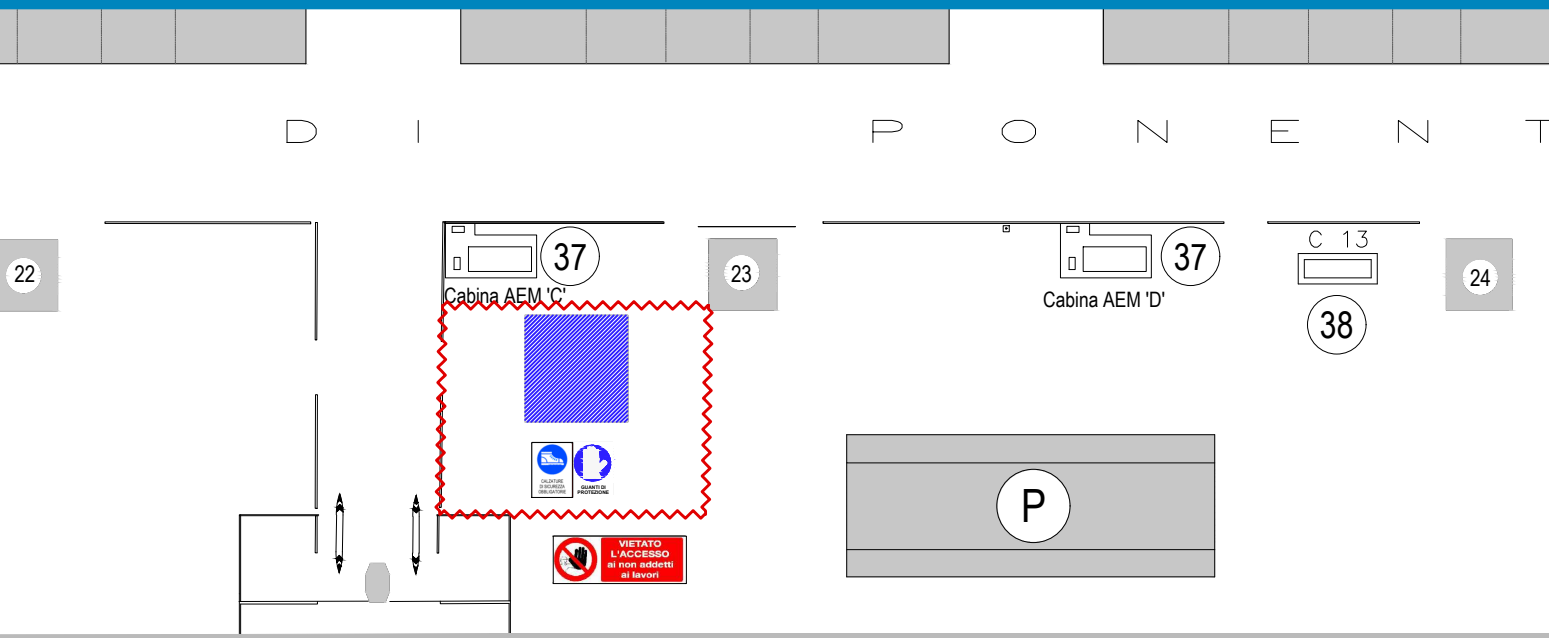 D I P O N E N T
22
37
23
37
C 13
24
Cabina AEM 'C'
Cabina AEM 'D'
38
CALZATURE
DI SICUREZZA
OBBLIGATORIE
GUANTI DI
PROTEZIONE
P
VIETATO
L'ACCESSO
ai non addetti
ai lavori